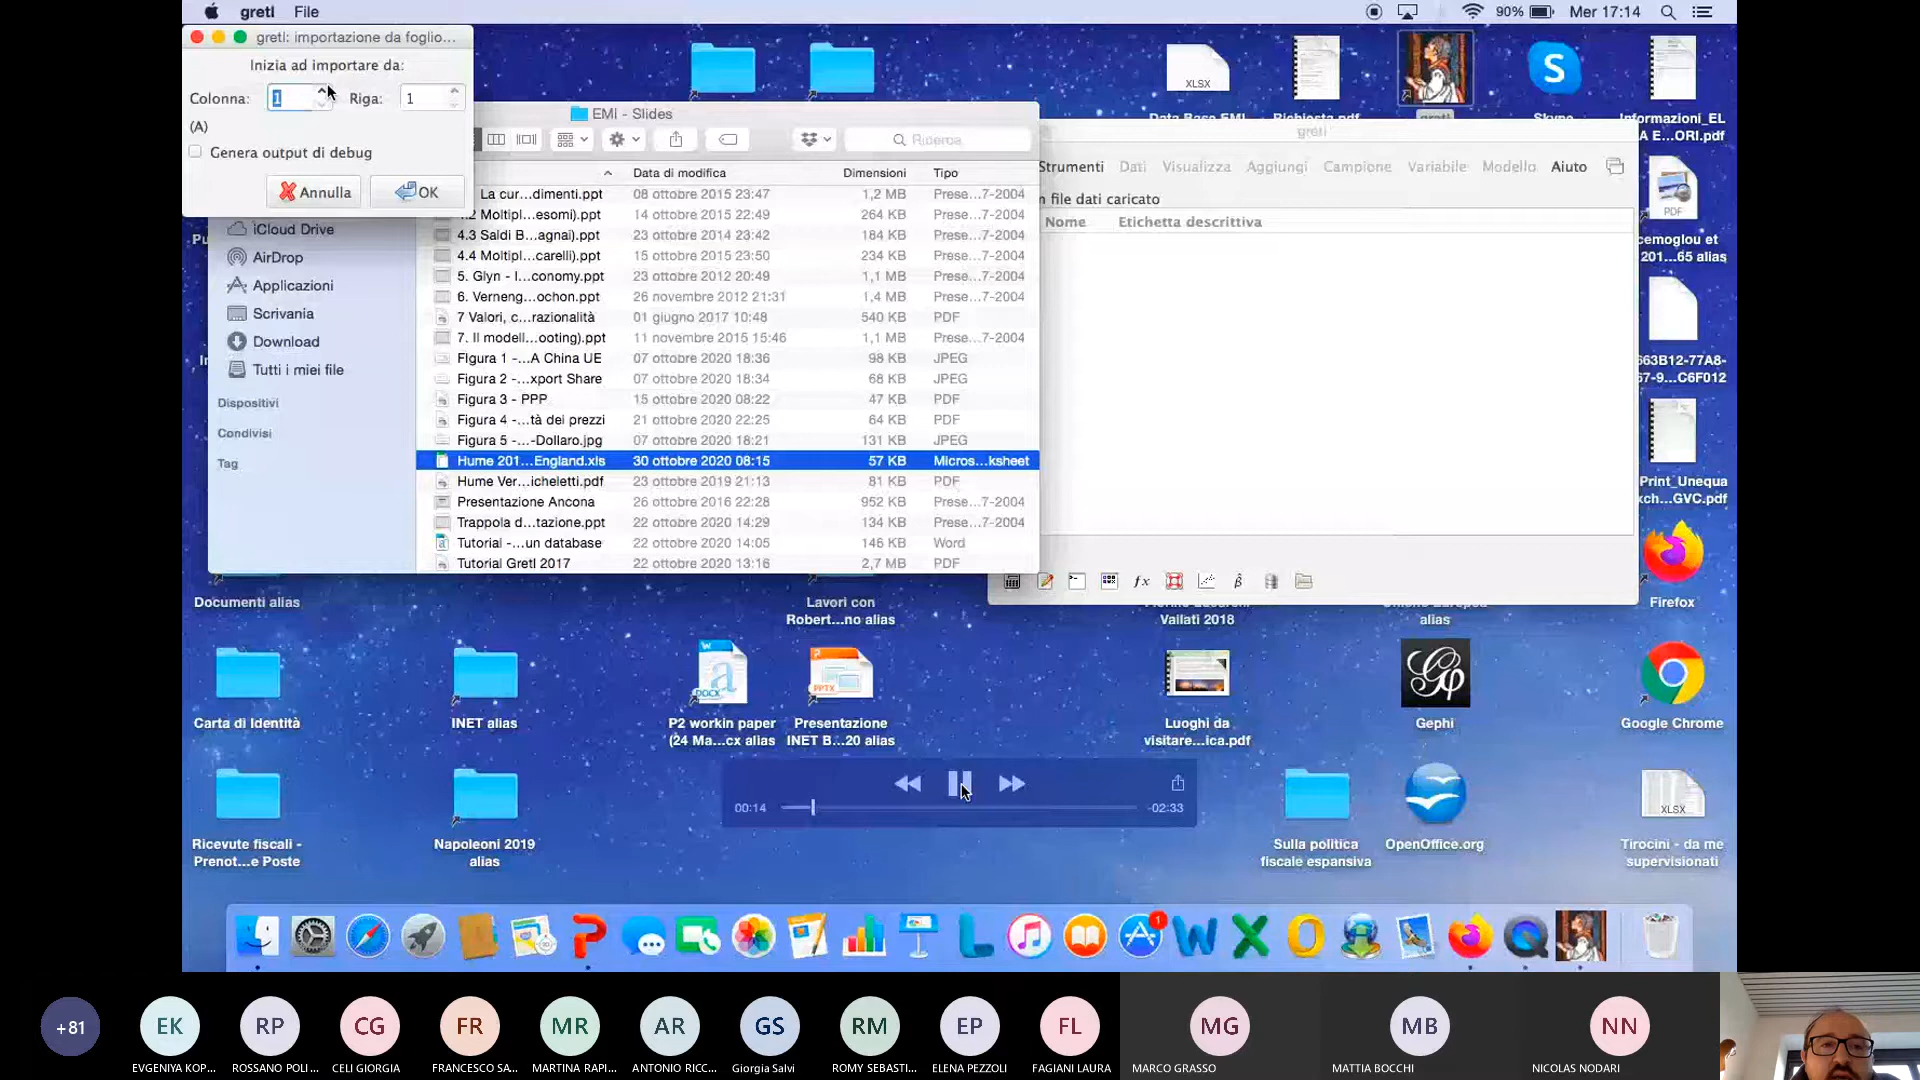 gretl File
90% Mer 17:14
gretl: importazione da foglio...
Inizia ad importare da:
Colonna: 1 Riga: 1
(A)
Genera output di debug
Annulla OK
XLSX
Data Base EMI
Richiesta.pdf
gretl
Skype
Informazioni_EL
A E...ORI.pdf
EMI - Slides
Ricerca
Data di modifica Dimensioni Tipo
La cur...dimenti.ppt 08 ottobre 2015 23:47 1,2 MB Prese...7-2004
Moltipl...esomi).ppt 14 ottobre 2015 22:49 264 KB Prese...7-2004
4.3 Saldi B...agnai).ppt 23 ottobre 2014 23:42 184 KB Prese...7-2004
4.4 Moltipl...carelli).ppt 15 ottobre 2015 23:50 234 KB Prese...7-2004
5. Glyn - I...conomy.ppt 23 ottobre 2012 20:49 1,1 MB Prese...7-2004
6. Verneng...ochon.ppt 26 novembre 2012 21:31 1,4 MB Prese...7-2004
7 Valori, c...razionalità 01 giugno 2017 10:48 540 KB PDF
7. Il modell...ooting).ppt 11 novembre 2015 15:46 1,1 MB Prese...7-2004
Figura 1 -...A China UE 07 ottobre 2020 18:36 98 KB JPEG
Figura 2 -...xport Share 07 ottobre 2020 18:34 68 KB JPEG
Figura 3 - PPP 15 ottobre 2020 08:22 47 KB PDF
Figura 4 -...tà dei prezzi 21 ottobre 2020 22:25 64 KB PDF
Figura 5 -...-Dollaro.jpg 07 ottobre 2020 18:21 131 KB JPEG
Hume 201...England.xls 30 ottobre 2020 08:15 57 KB Micros...ksheet
Hume Ver...icheletti.pdf 23 ottobre 2019 21:13 81 KB PDF
Presentazione Ancona 26 ottobre 2016 22:28 952 KB Prese...7-2004
Trappola d...tazione.ppt 22 ottobre 2020 14:29 134 KB Prese...7-2004
Tutorial -...un database 22 ottobre 2020 14:05 146 KB Word
Tutorial Gretl 2017 22 ottobre 2020 13:16 2,7 MB PDF
iCloud Drive
AirDrop
Applicazioni
Scrivania
Download
Tutti i miei file
Dispositivi
Condivisi
Tag
gretl
Strumenti Dati Visualizza Aggiungi Campione Variabile Modello Aiuto
n file dati caricato
Nome Etichetta descrittiva
fx β̂
PDF
cemoglou et
201...65 alias
663B12-77A8-
67-9...C6F012
Print_Unequa
xch...GVC.pdf
Firefox
Documenti alias
Lavori con
Robert...no alias
Vailati 2018
Unione Europea
alias
Carta di Identità
INET alias
W
DOCX
P2 workin paper
(24 Ma...cx alias
P
PPTX
Presentazione
INET B...20 alias
Luoghi da
visitare...ica.pdf
Gephi
Google Chrome
00:14 -02:33
Ricevute fiscali -
Prenot...e Poste
Napoleoni 2019
alias
Sulla politica
fiscale espansiva
OpenOffice.org
XLSX
Tirocini - da me
supervisionati
1
+81
EK
EVGENIYA KOP...
RP
ROSSANO POLI ...
CG
CELI GIORGIA
FR
FRANCESCO SA...
MR
MARTINA RAPI...
AR
ANTONIO RICC...
GS
Giorgia Salvi
RM
ROMY SEBASTI...
EP
ELENA PEZZOLI
FL
FAGIANI LAURA
MG
MARCO GRASSO
MB
MATTIA BOCCHI
NN
NICOLAS NODARI